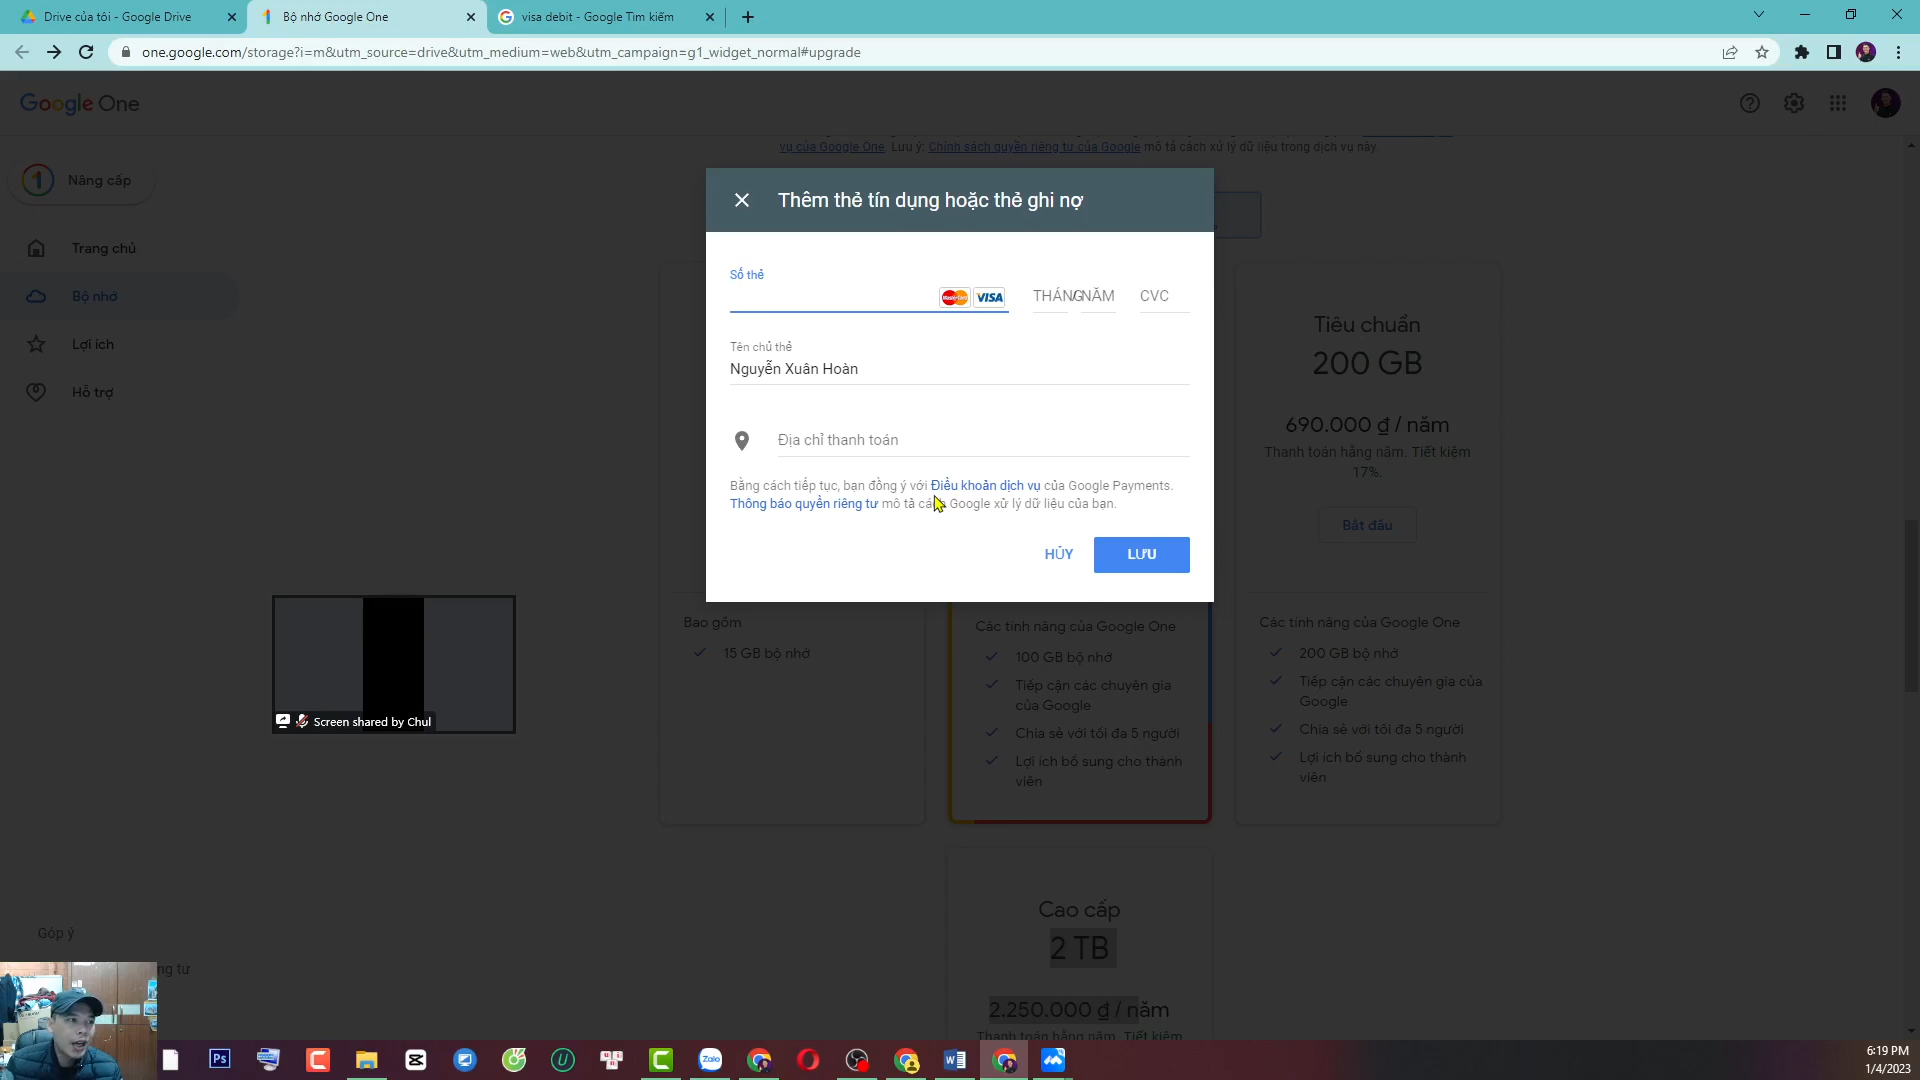 Drive của tôi - Google Drive
Bộ nhớ Google One
visa debit - Google Tìm kiếm
one.google.com/storage?i=m&utm_source=drive&utm_medium=web&utm_campaign=g1_widget_normal#upgrade
Google One
vụ của Google One. Lưu ý: Chính sách quyền riêng tư của Google mô tả cách xử lý dữ liệu trong dịch vụ này.
Nâng cấp
Trang chủ
Bộ nhớ
Lợi ích
Hỗ trợ
Thêm thẻ tín dụng hoặc thẻ ghi nợ
Số thẻ
MasterCard VISA
THÁNG / NĂM CVC
Tên chủ thẻ
Nguyễn Xuân Hoàn
Địa chỉ thanh toán
Bằng cách tiếp tục, bạn đồng ý với Điều khoản dịch vụ của Google Payments.
Thông báo quyền riêng tư mô tả Google xử lý dữ liệu của bạn.
HỦY
LƯU
Tiêu chuẩn
200 GB
690.000 ₫ / năm
Thanh toán hằng năm. Tiết kiệm
17%.
Bắt đầu
Bao gồm
15 GB bộ nhớ
Các tính năng của Google One
100 GB bộ nhớ
Tiếp cận các chuyên gia
của Google
Chia sẻ với tối đa 5 người
Lợi ích bổ sung cho thành
viên
Các tính năng của Google One
200 GB bộ nhớ
Tiếp cận các chuyên gia của
Google
Chia sẻ với tối đa 5 người
Lợi ích bổ sung cho thành
viên
Screen shared by Chul
Cao cấp
2 TB
2.250.000 ₫ / năm
Thanh toán hằng năm. Tiết kiệm
Góp ý
tư
Ps
Zalo
6:19 PM
1/4/2023